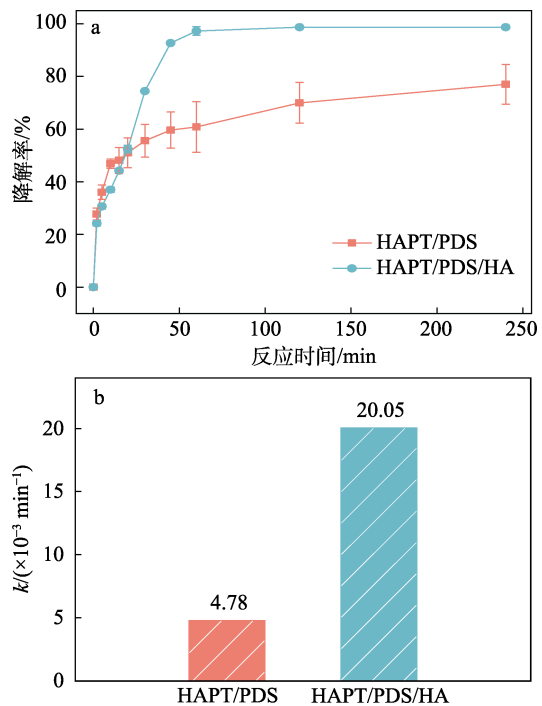 a
100
80
60
40
20
0
降解率/%
HAPT/PDS
HAPT/PDS/HA
0 50 100 150 200 250
反应时间/min
b
20
15
10
5
0
k/(×10⁻³ min⁻¹)
20.05
4.78
HAPT/PDS HAPT/PDS/HA